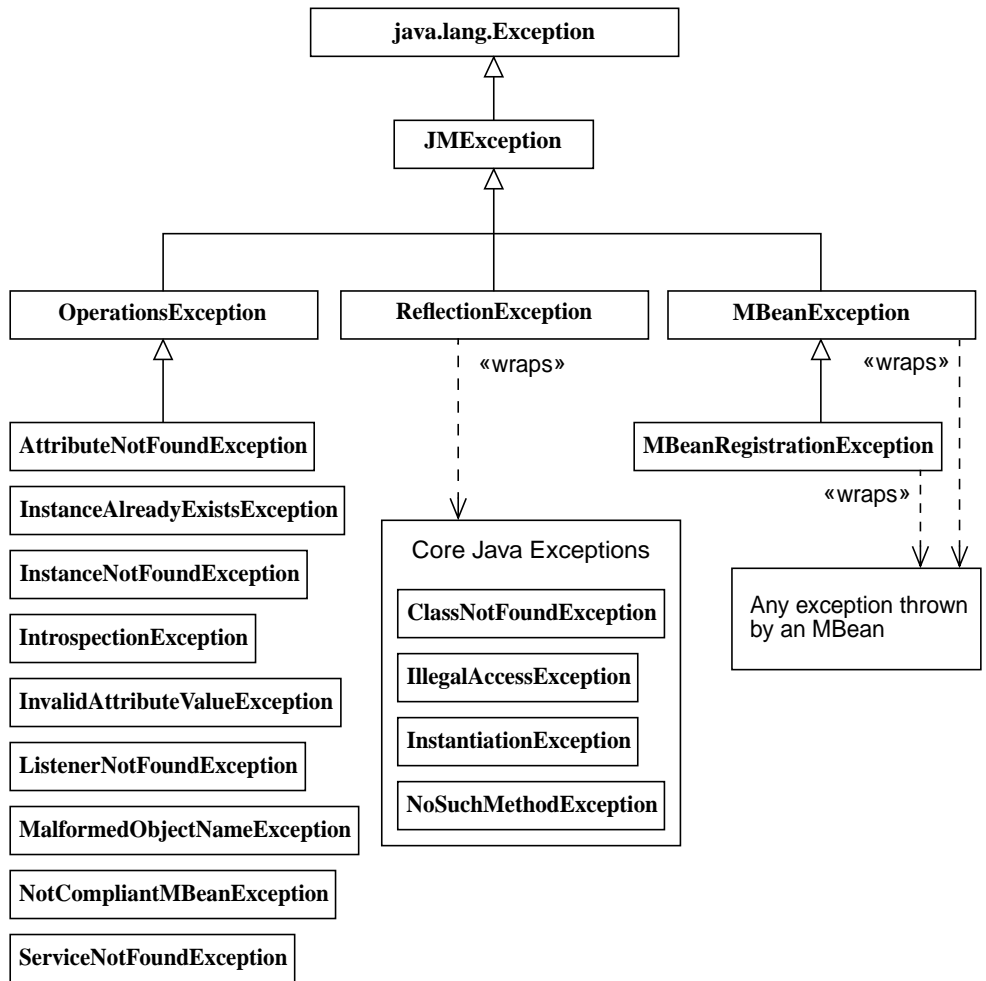 java.lang.Exception
JMException
OperationsException
ReflectionException
MBeanException
«wraps»
«wraps»
AttributeNotFoundException
MBeanRegistrationException
InstanceAlreadyExistsException
«wraps»
Core Java Exceptions
InstanceNotFoundException
ClassNotFoundException
Any exception thrown
by an MBean
IntrospectionException
IllegalAccessException
InvalidAttributeValueException
InstantiationException
ListenerNotFoundException
NoSuchMethodException
MalformedObjectNameException
NotCompliantMBeanException
ServiceNotFoundException